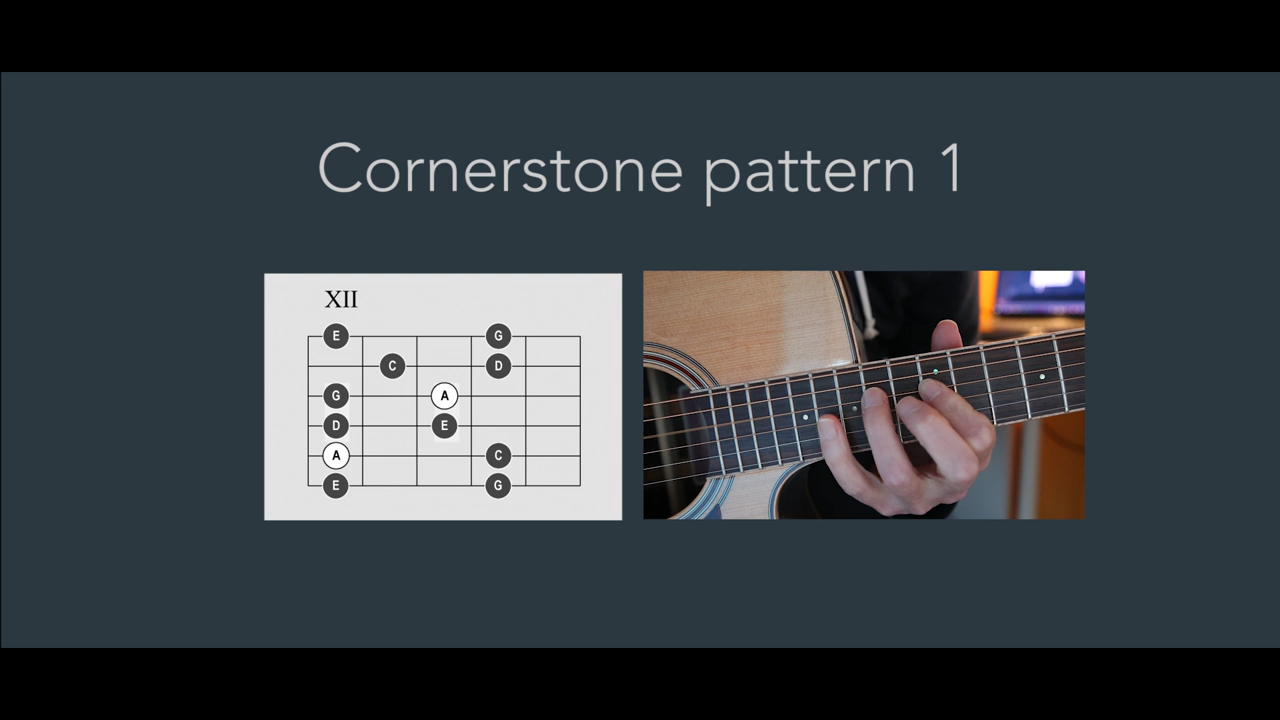 Cornerstone pattern 1
XII
E G
C D
G A
D E
A C
E G